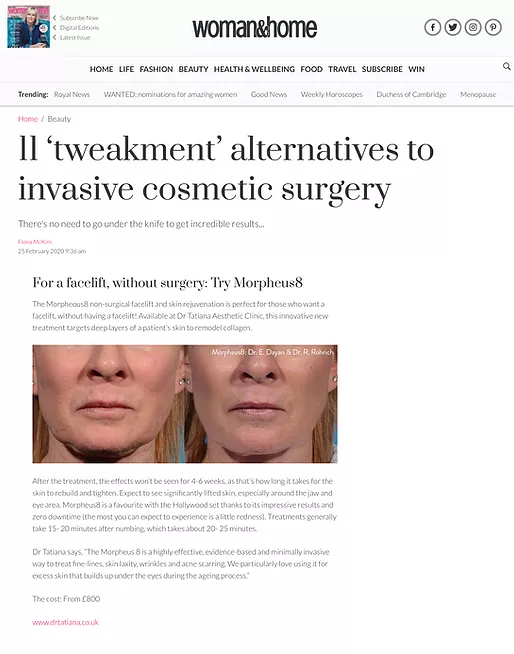 Subscribe Now
Digital Editions
Latest Issue
woman&home
HOME LIFE FASHION BEAUTY HEALTH & WELLBEING FOOD TRAVEL SUBSCRIBE WIN
Trending: Royal News WANTED: nominations for amazing women Good News Weekly Horoscopes Duchess of Cambridge Menopause
Home / Beauty
11 ‘tweakment’ alternatives to
invasive cosmetic surgery
There's no need to go under the knife to get incredible results...
Fiona McKim
25 February 2020 9:36 am
For a facelift, without surgery: Try Morpheus8
The Morpheous8 non-surgical facelift and skin rejuvenation is perfect for those who want a
facelift, without having a facelift! Available at Dr Tatiana Aesthetic Clinic, this innovative new
treatment targets deep layers of a patient's skin to remodel collagen.
Morpheus8: Dr. E. Dayan & Dr. R. Rohrich
After the treatment, the effects won't be seen for 4-6 weeks, as that's how long it takes for the
skin to rebuild and tighten. Expect to see significantly lifted skin, especially around the jaw and
eye area. Morpheus8 is a favourite with the Hollywood set thanks to its impressive results and
zero downtime (the most you can expect to experience is a little redness). Treatments generally
take 15- 20 minutes after numbing, which takes about 20- 25 minutes.
Dr Tatiana says, "The Morpheus 8 is a highly effective, evidence-based and minimally invasive
way to treat fine-lines, skin laxity, wrinkles and acne scarring. We particularly love using it for
excess skin that builds up under the eyes during the ageing process."
The cost: From £800
www.drtatiana.co.uk